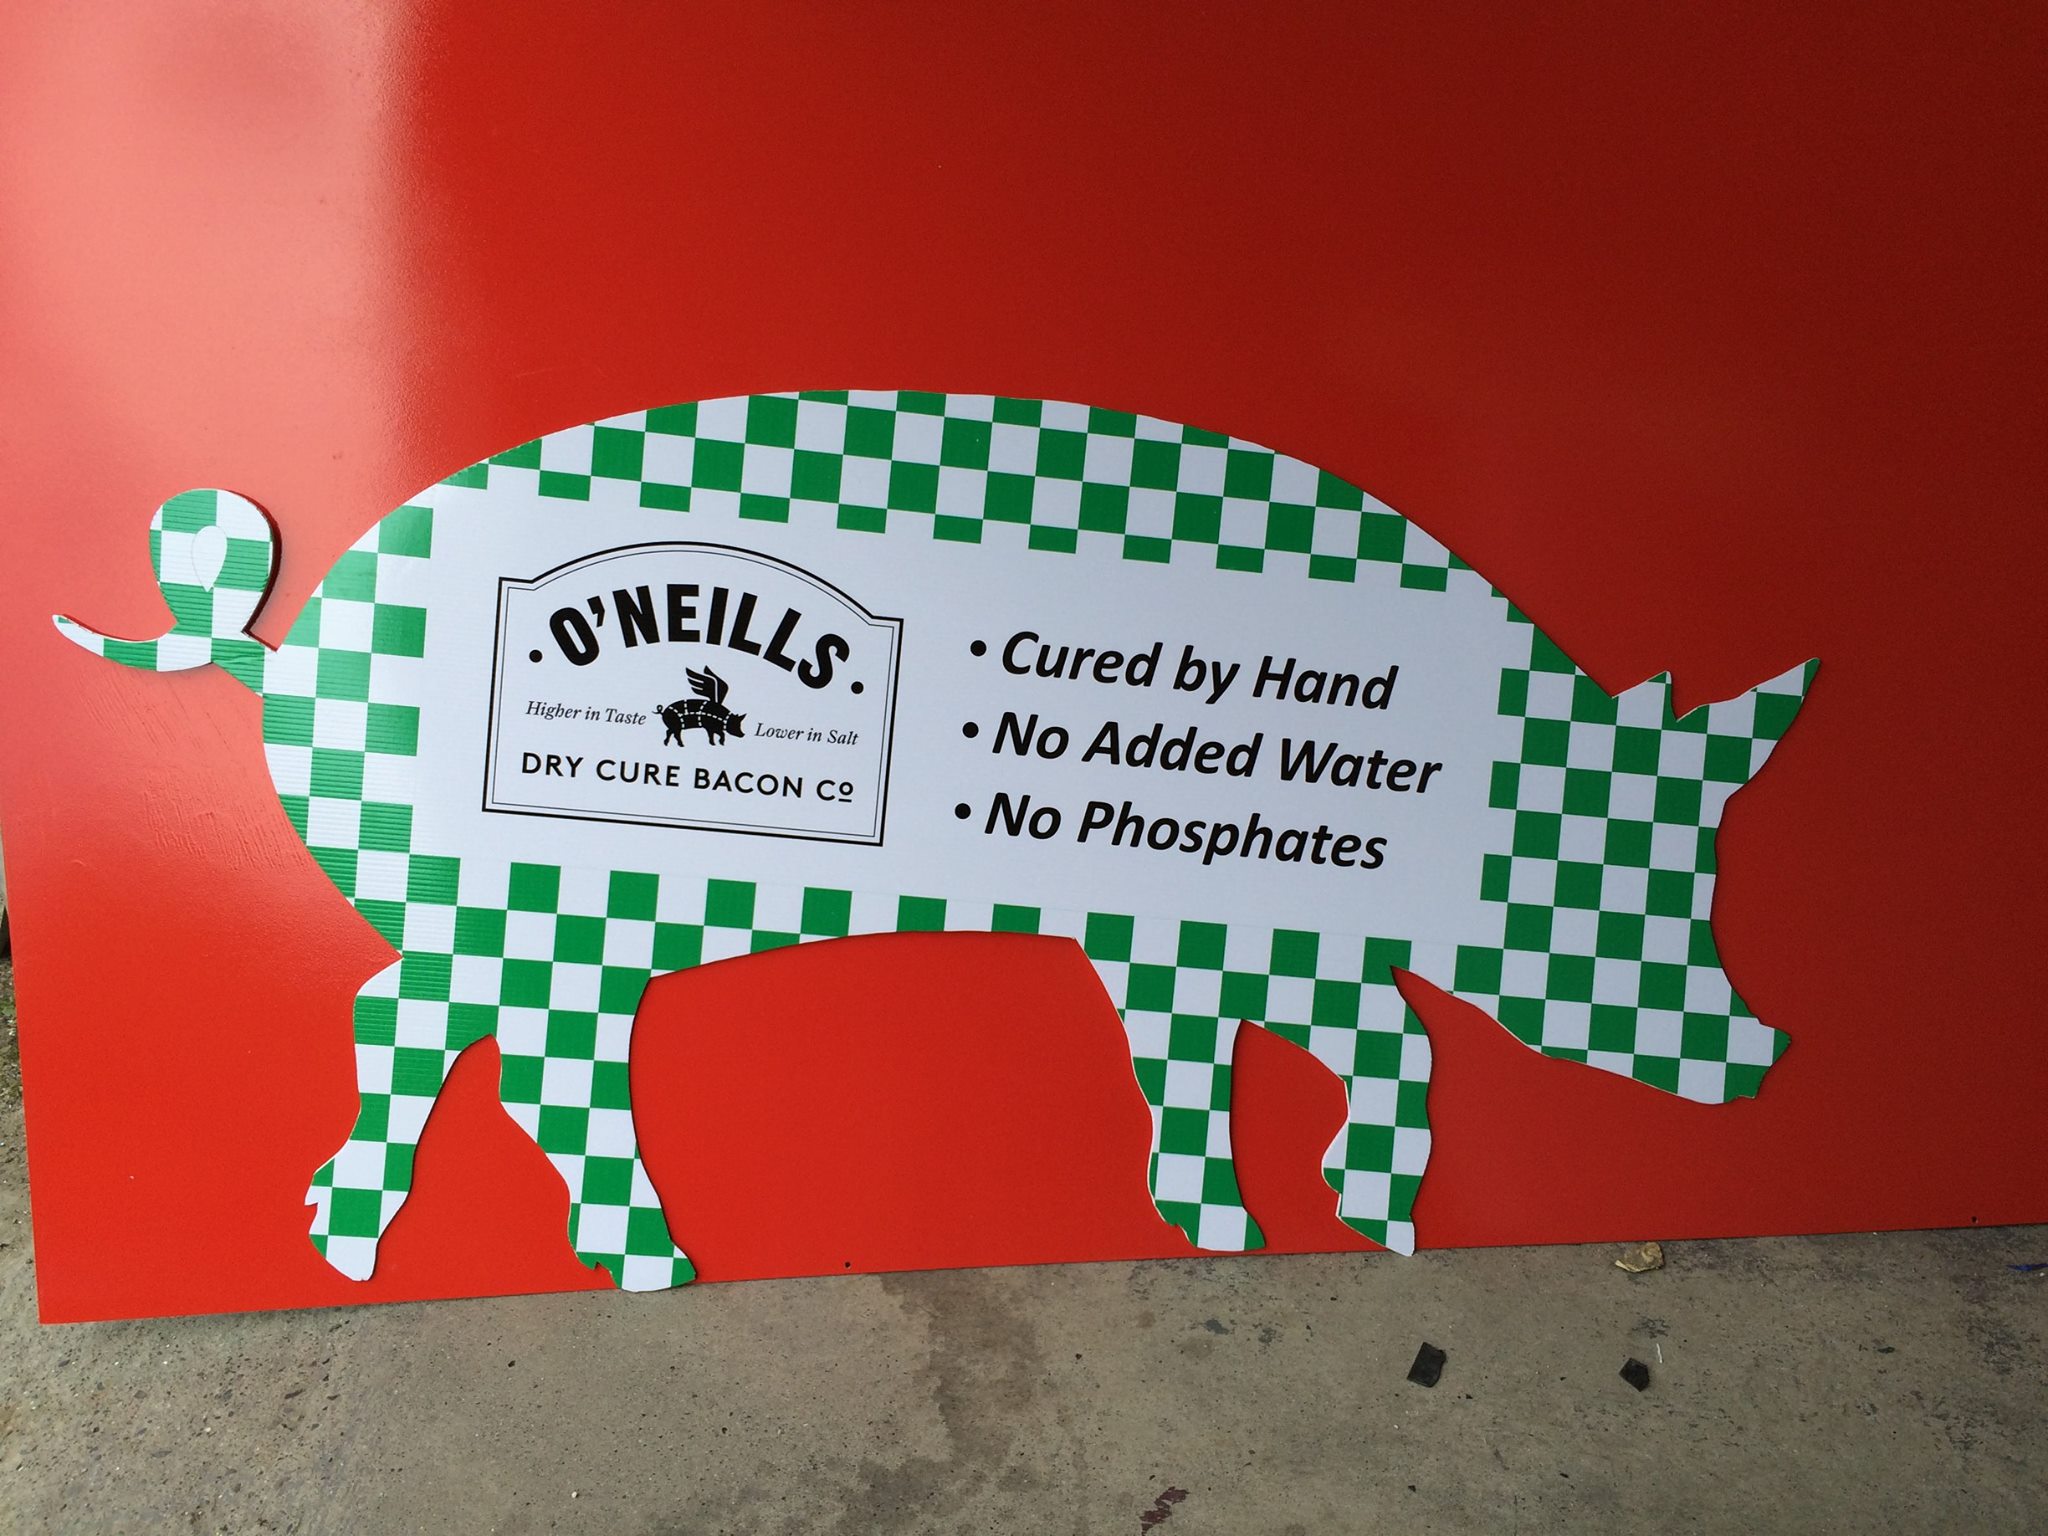 O'NEILLS
Higher in Taste
Lower in Salt
DRY CURE BACON Cº
• Cured by Hand
• No Added Water
• No Phosphates